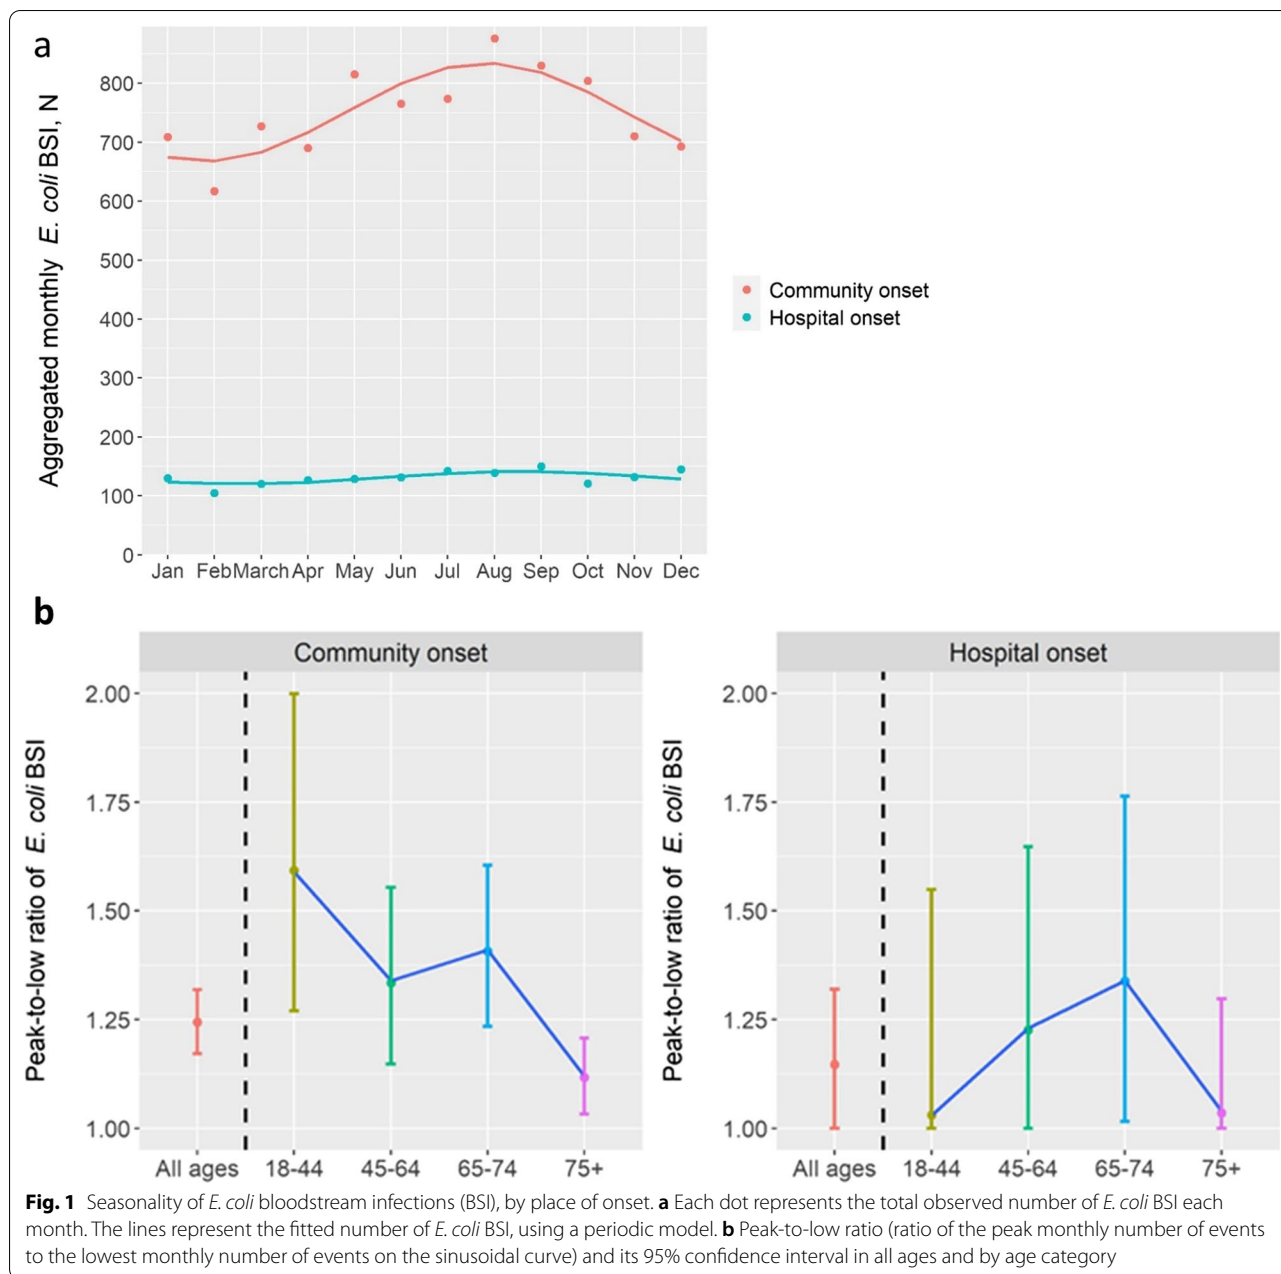 a
Aggregated monthly E. coli BSI, N
800
700
600
500
400
300
200
100
0
Jan Feb March Apr May Jun Jul Aug Sep Oct Nov Dec
Community onset
Hospital onset
b
Community onset
Peak-to-low ratio of E. coli BSI
2.00
1.75
1.50
1.25
1.00
All ages 18-44 45-64 65-74 75+
Hospital onset
Peak-to-low ratio of E. coli BSI
2.00
1.75
1.50
1.25
1.00
All ages 18-44 45-64 65-74 75+
Fig. 1 Seasonality of E. coli bloodstream infections (BSI), by place of onset. a Each dot represents the total observed number of E. coli BSI each
month. The lines represent the fitted number of E. coli BSI, using a periodic model. b Peak-to-low ratio (ratio of the peak monthly number of events
to the lowest monthly number of events on the sinusoidal curve) and its 95% confidence interval in all ages and by age category